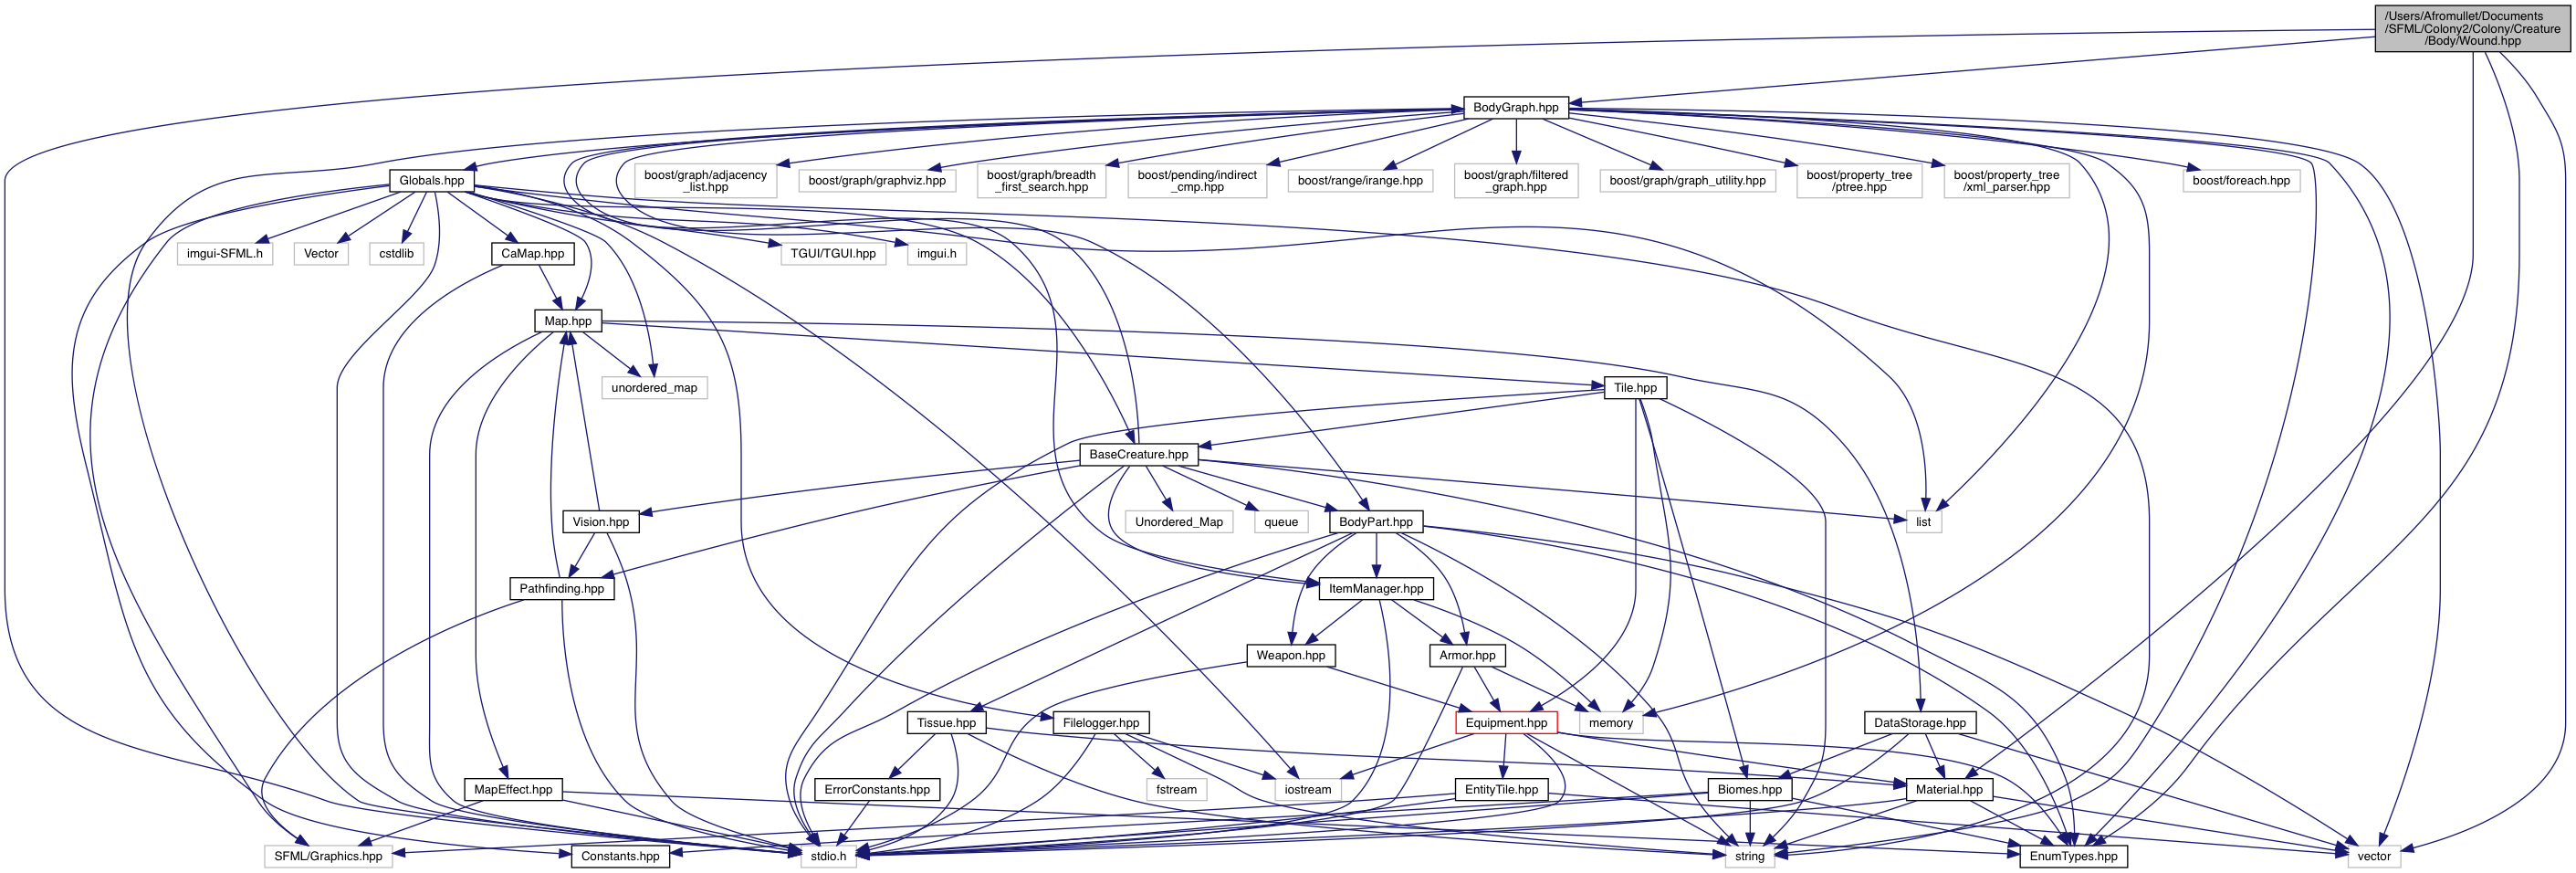 /Users/Afromullet/Documents
/SFML/Colony2/Colony/Creature
/Body/Wound.hpp
BodyGraph.hpp
Globals.hpp
boost/graph/adjacency
_list.hpp
boost/graph/graphviz.hpp
boost/graph/breadth
_first_search.hpp
boost/pending/indirect
_cmp.hpp
boost/range/irange.hpp
boost/graph/filtered
_graph.hpp
boost/graph/graph_utility.hpp
boost/property_tree
/ptree.hpp
boost/property_tree
/xml_parser.hpp
boost/foreach.hpp
imgui-SFML.h
Vector
cstdlib
CaMap.hpp
TGUI/TGUI.hpp
imgui.h
Map.hpp
unordered_map
Tile.hpp
BaseCreature.hpp
Vision.hpp
Unordered_Map
queue
BodyPart.hpp
list
Pathfinding.hpp
ItemManager.hpp
Weapon.hpp
Armor.hpp
Tissue.hpp
Filelogger.hpp
Equipment.hpp
memory
DataStorage.hpp
MapEffect.hpp
ErrorConstants.hpp
fstream
iostream
EntityTile.hpp
Biomes.hpp
Material.hpp
SFML/Graphics.hpp
Constants.hpp
stdio.h
string
EnumTypes.hpp
vector